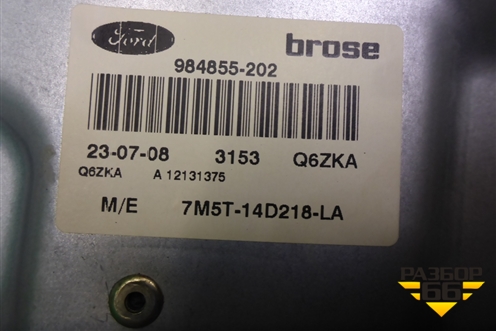 Ford brose
984855-202
23-07-08 3153 Q6ZKA
Q6ZKA A 12131375
M/E 7M5T-14D218-LA
РАЗБОР
66